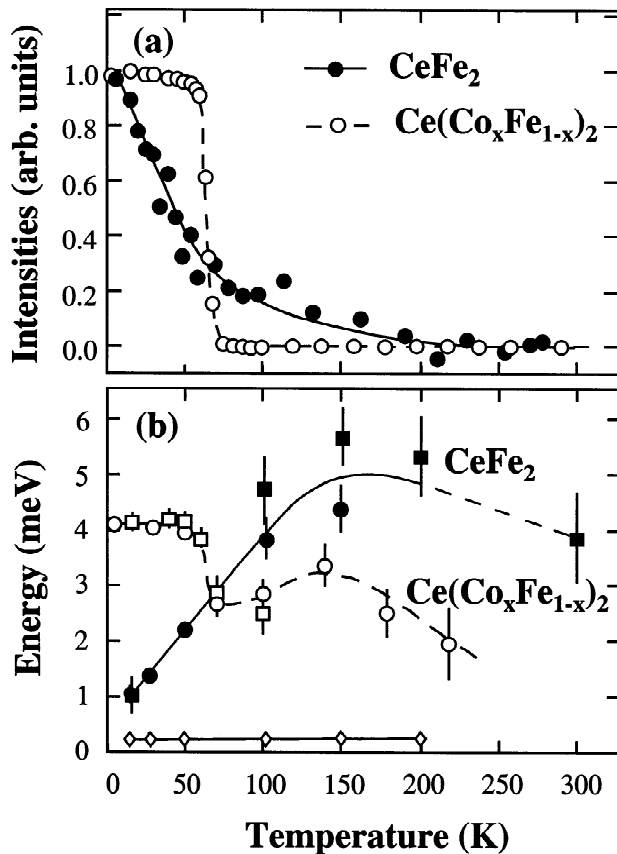 (a)
CeFe₂
Ce(CoₓFe₁₋ₓ)₂
Intensities (arb. units)
1.0
0.8
0.6
0.4
0.2
0.0
(b)
CeFe₂
Ce(CoₓFe₁₋ₓ)₂
Energy (meV)
6
5
4
3
2
1
0
0 50 100 150 200 250 300
Temperature (K)